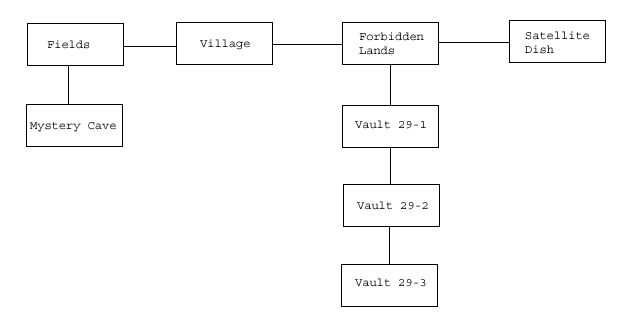 Fields
Village
Forbidden
Lands
Satellite
Dish
Mystery Cave
Vault 29-1
Vault 29-2
Vault 29-3